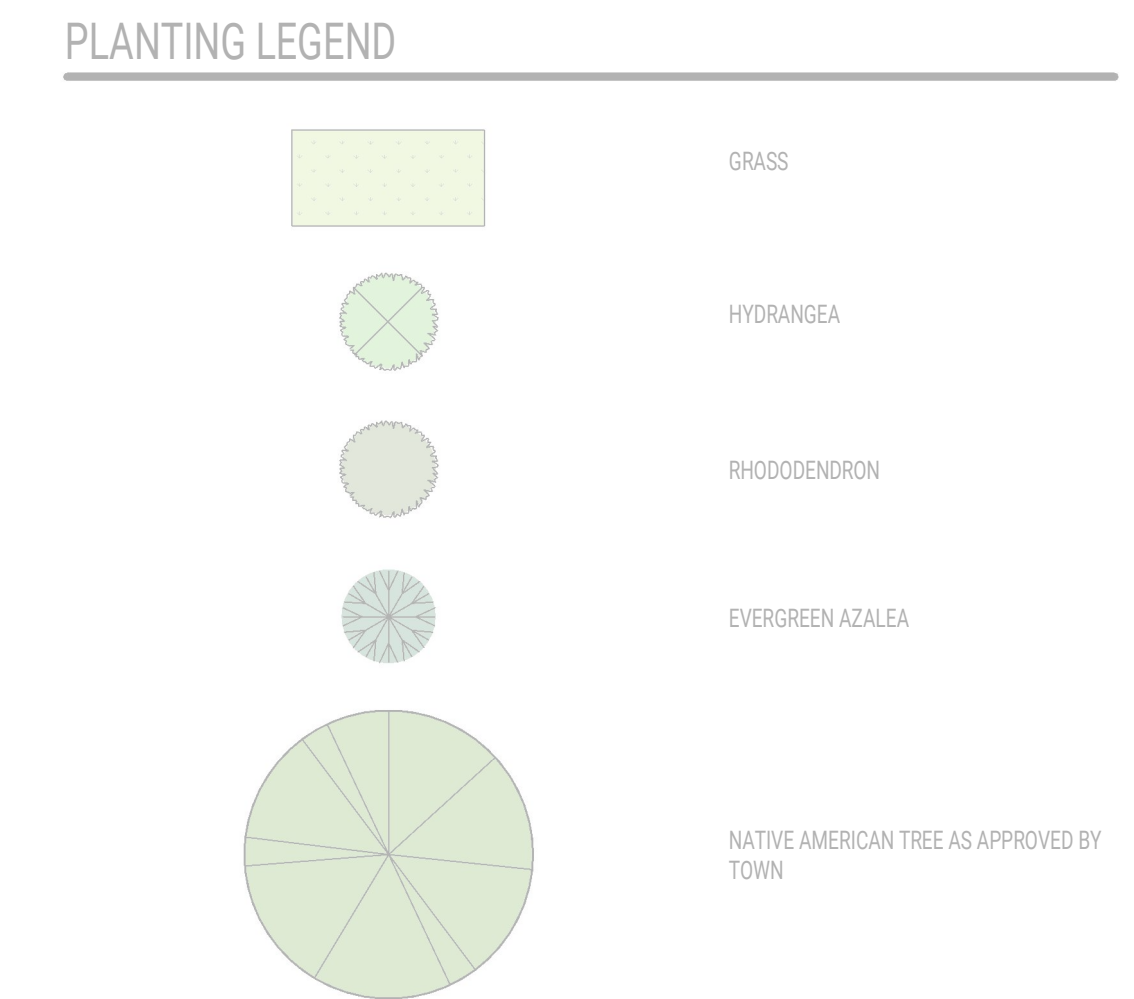 PLANTING LEGEND
GRASS
HYDRANGEA
RHODODENDRON
EVERGREEN AZALEA
NATIVE AMERICAN TREE AS APPROVED BY
TOWN